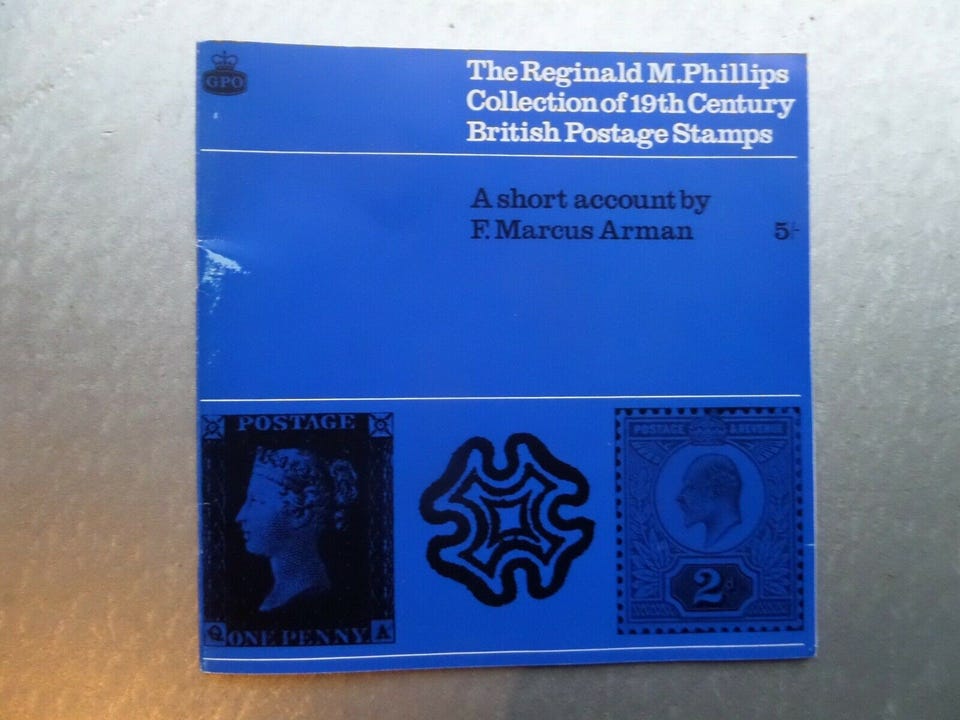 GPO
The Reginald M. Phillips
Collection of 19th Century
British Postage Stamps
A short account by
F. Marcus Arman
5/-
POSTAGE
Q ONE PENNY A
POSTAGE & REVENUE
2d